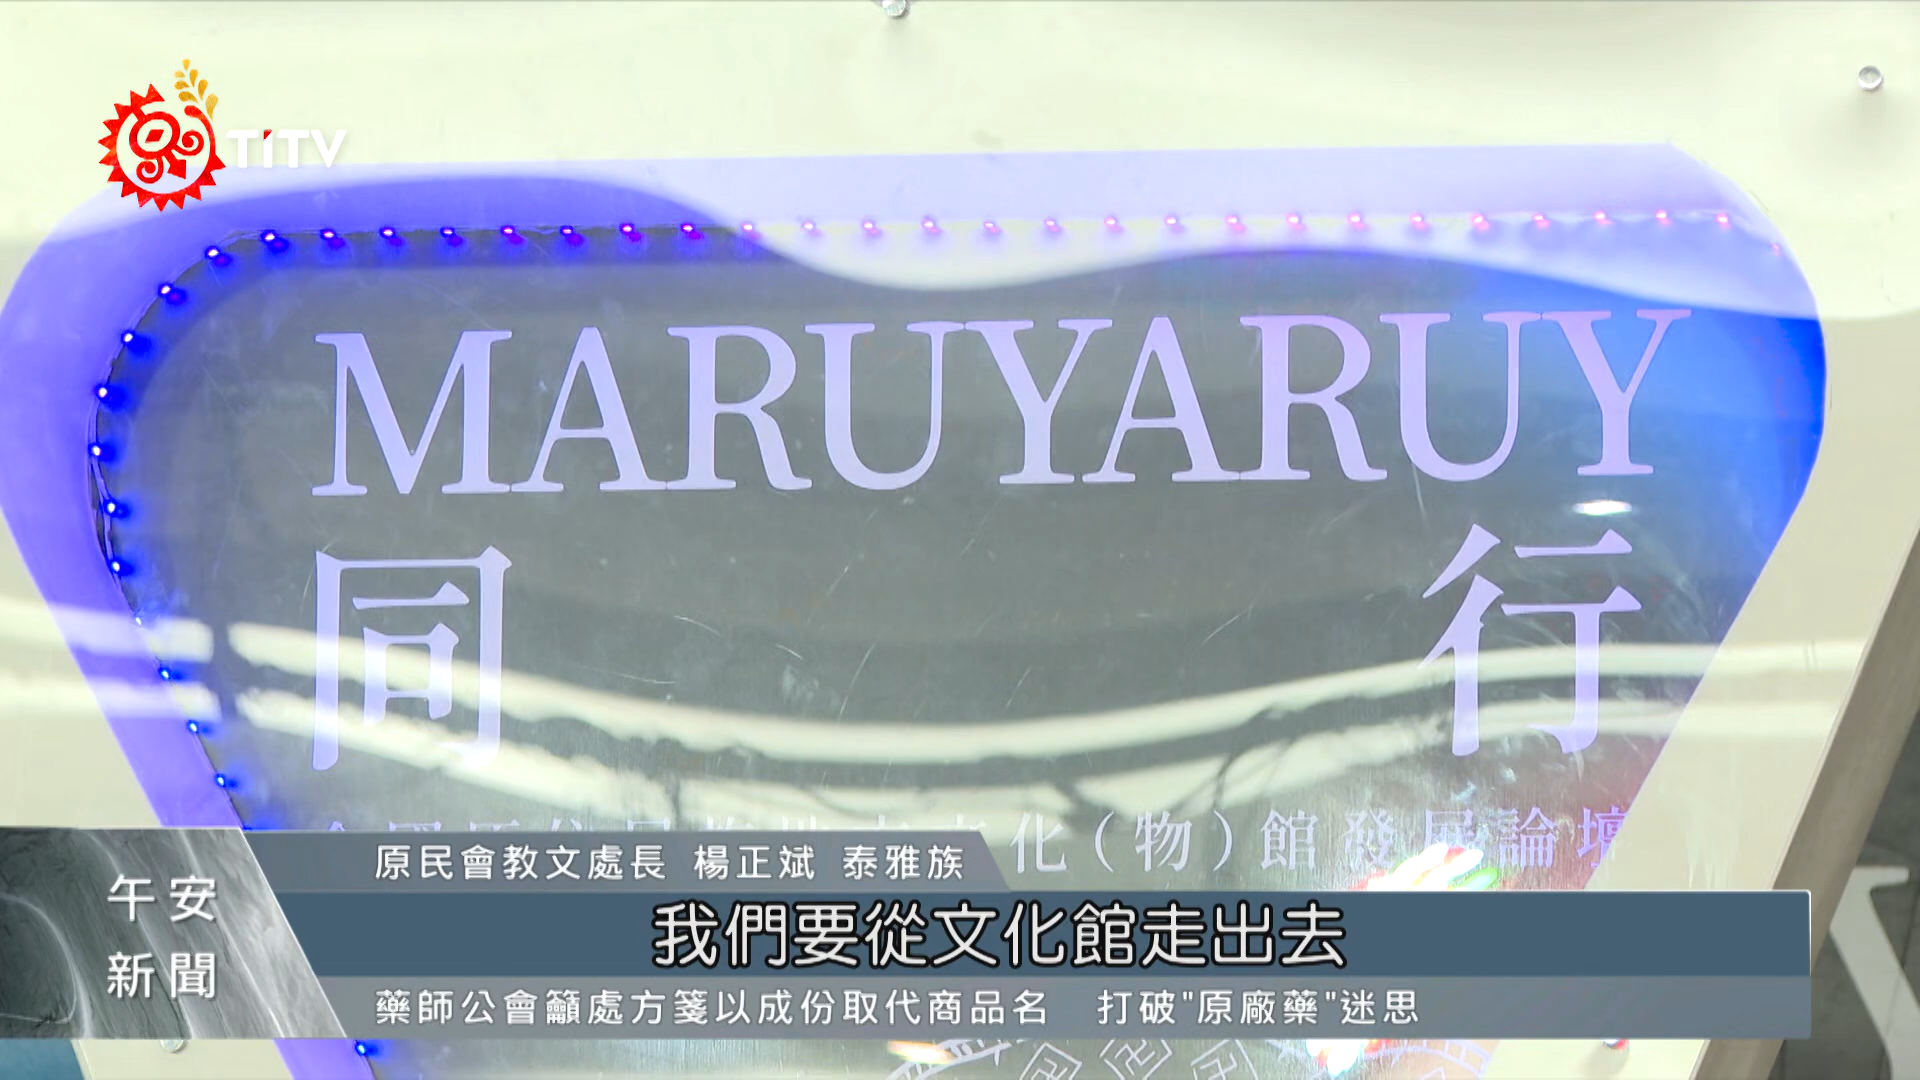 TiTV
MARUYARUY
同 行
化（物）館發展論壇
原民會教文處長 楊正斌 泰雅族
午安
新聞
我們要從文化館走出去
藥師公會籲處方箋以成份取代商品名 打破"原廠藥"迷思